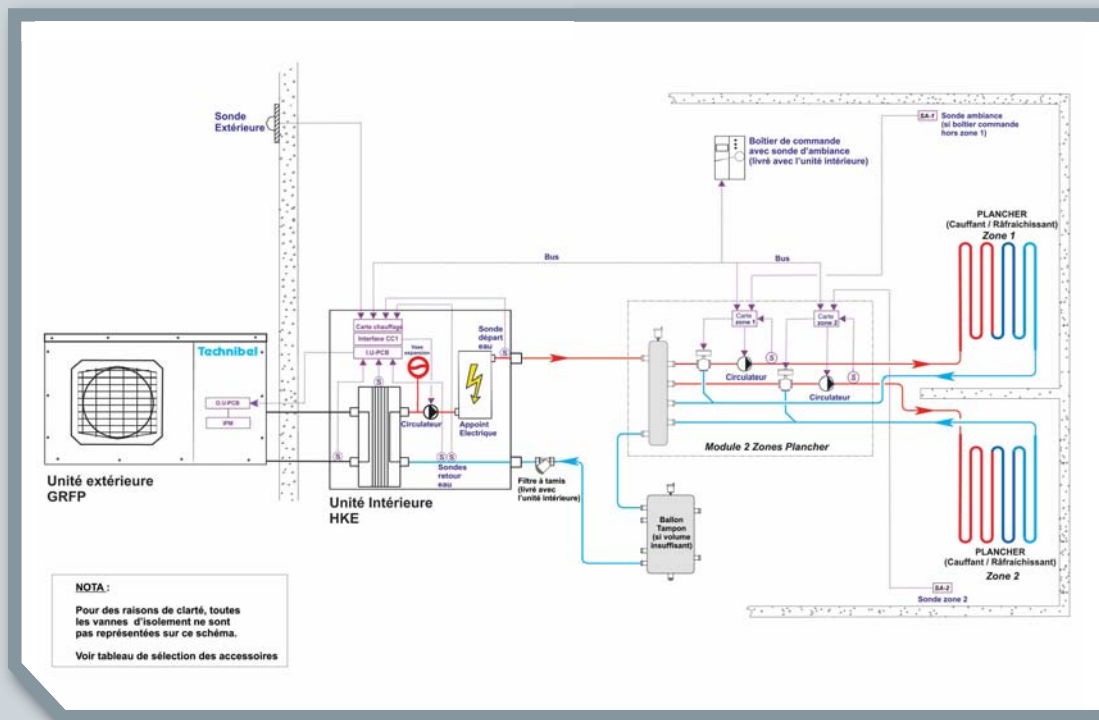 Sonde
Extérieure
SA-1
Sonde ambiance
(si boîtier commande
hors zone 1)
Boîtier de commande
avec sonde d'ambiance
(livré avec l'unité intérieure)
PLANCHER
(Cauffant / Râfraichissant)
Zone 1
Bus
Bus
Carte chauffage
Interface CC1
I.U-PCB
Vase
expansion
Sonde
départ
eau
S
Carte
zone 1
Carte
zone 2
Technibel
O.U-PCB
IPM
S
S
S
Circulateur
Circulateur
Circulateur
Appoint
Electrique
S
S
S
Sondes
retour
eau
Module 2 Zones Plancher
Unité extérieure
GRFP
Unité Intérieure
HKE
Filtre à tamis
(livré avec
l'unité intérieure)
Ballon
Tampon
(si volume
insuffisant)
PLANCHER
(Cauffant / Râfraichissant)
Zone 2
SA-2
Sonde zone 2
NOTA :
Pour des raisons de clarté, toutes
les vannes d'isolement ne sont
pas représentées sur ce schéma.
Voir tableau de sélection des accessoires